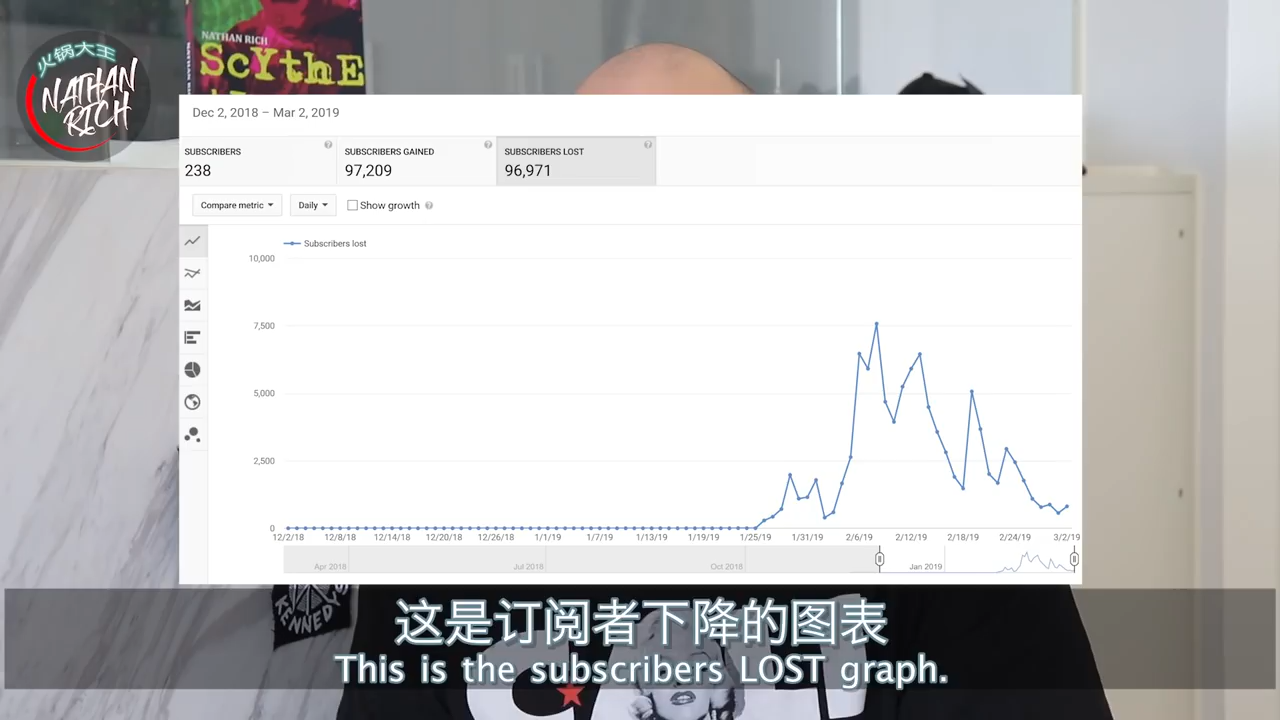 NATHAN RICH
SCYTHE
火锅大王
NATHAN
RICH
Dec 2, 2018 – Mar 2, 2019
SUBSCRIBERS
238
SUBSCRIBERS GAINED
97,209
SUBSCRIBERS LOST
96,971
Compare metric
Daily
Show growth
Subscribers lost
10,000
7,500
5,000
2,500
0
12/2/18 12/8/18 12/14/18 12/20/18 12/26/18 1/1/19 1/7/19 1/13/19 1/19/19 1/25/19 1/31/19 2/6/19 2/12/19 2/18/19 2/24/19 3/2/19
Apr 2018 Jul 2018 Oct 2018 Jan 2019
KENNEDYS
这是订阅者下降的图表
This is the subscribers LOST graph.